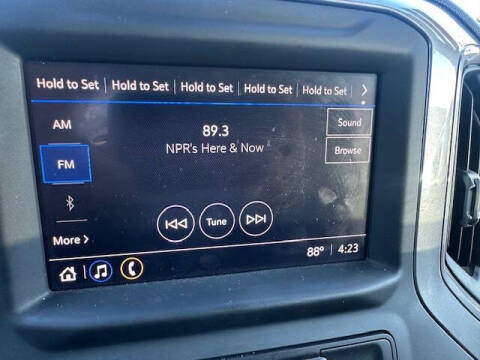 Hold to Set Hold to Set Hold to Set Hold to Set Hold to Set >
AM
89.3
Sound
NPR's Here & Now
Browse
FM
Tune
More >
88° 4:23